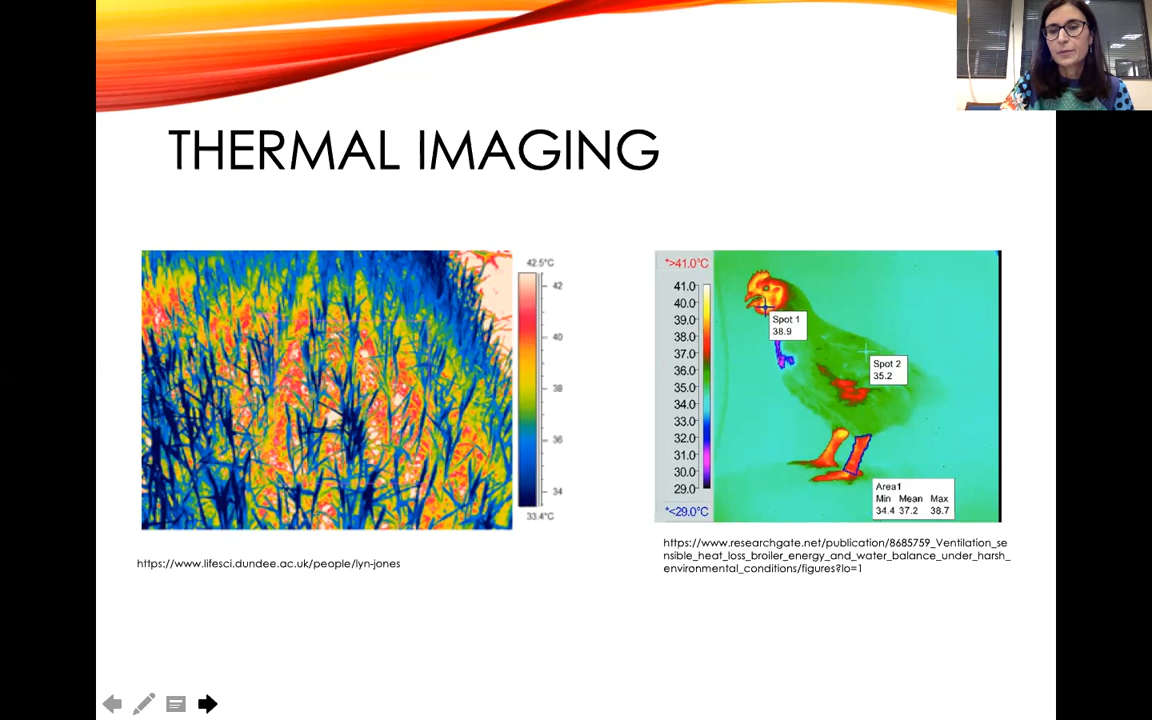 THERMAL IMAGING
42.5°C
42
40
38
36
34
33.4°C
https://www.lifesci.dundee.ac.uk/people/lyn-jones
*>41.0°C
41.0
40.0
39.0
38.0
37.0
36.0
35.0
34.0
33.0
32.0
31.0
30.0
29.0
*<29.0°C
Spot 1
38.9
Spot 2
35.2
Area1
Min Mean Max
34.4 37.2 38.7
https://www.researchgate.net/publication/8685759_Ventilation_se
nsible_heat_loss_broiler_energy_and_water_balance_under_harsh_
environmental_conditions/figures?lo=1